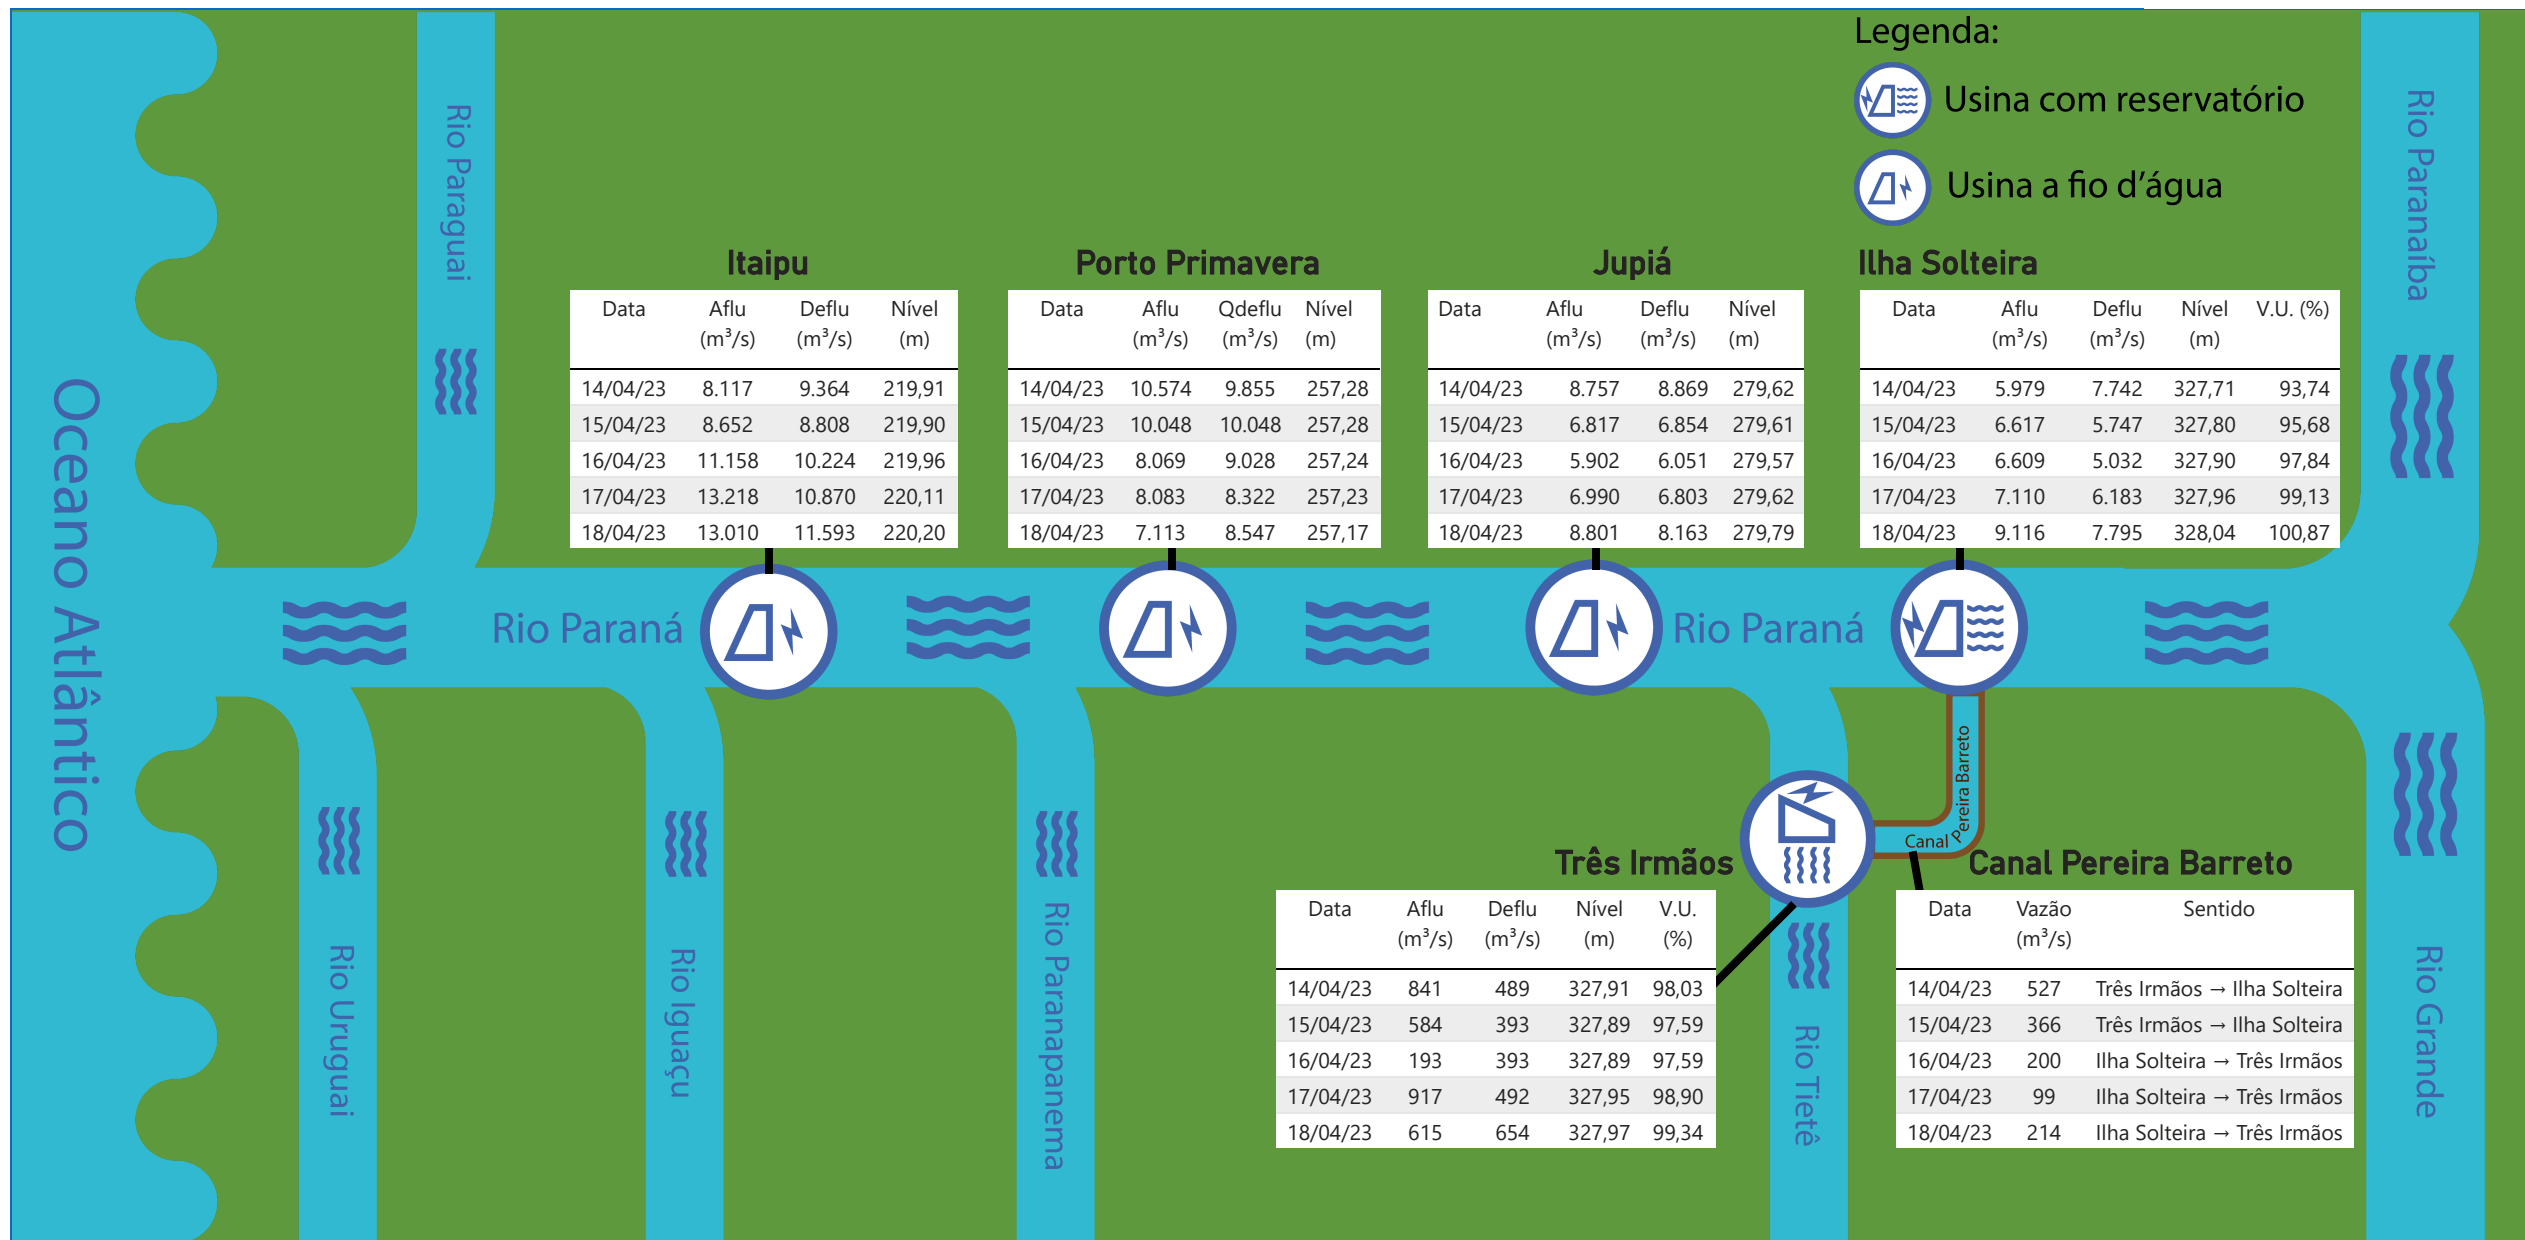 Legenda:
Usina com reservatório
Usina a fio d'água
Oceano Atlântico
Rio Paraguai
Rio Paranaíba
Itaipu
Data Aflu Deflu Nível
(m³/s) (m³/s) (m)
14/04/23 8.117 9.364 219,91
15/04/23 8.652 8.808 219,90
16/04/23 11.158 10.224 219,96
17/04/23 13.218 10.870 220,11
18/04/23 13.010 11.593 220,20
Porto Primavera
Data Aflu Qdeflu Nível
(m³/s) (m³/s) (m)
14/04/23 10.574 9.855 257,28
15/04/23 10.048 10.048 257,28
16/04/23 8.069 9.028 257,24
17/04/23 8.083 8.322 257,23
18/04/23 7.113 8.547 257,17
Jupiá
Data Aflu Deflu Nível
(m³/s) (m³/s) (m)
14/04/23 8.757 8.869 279,62
15/04/23 6.817 6.854 279,61
16/04/23 5.902 6.051 279,57
17/04/23 6.990 6.803 279,62
18/04/23 8.801 8.163 279,79
Ilha Solteira
Data Aflu Deflu Nível V.U. (%)
(m³/s) (m³/s) (m)
14/04/23 5.979 7.742 327,71 93,74
15/04/23 6.617 5.747 327,80 95,68
16/04/23 6.609 5.032 327,90 97,84
17/04/23 7.110 6.183 327,96 99,13
18/04/23 9.116 7.795 328,04 100,87
Rio Paraná
Rio Paraná
Canal Pereira Barreto
Três Irmãos
Data Aflu Deflu Nível V.U.
(m³/s) (m³/s) (m) (%)
14/04/23 841 489 327,91 98,03
15/04/23 584 393 327,89 97,59
16/04/23 193 393 327,89 97,59
17/04/23 917 492 327,95 98,90
18/04/23 615 654 327,97 99,34
Canal Pereira Barreto
Data Vazão Sentido
(m³/s)
14/04/23 527 Três Irmãos → Ilha Solteira
15/04/23 366 Três Irmãos → Ilha Solteira
16/04/23 200 Ilha Solteira → Três Irmãos
17/04/23 99 Ilha Solteira → Três Irmãos
18/04/23 214 Ilha Solteira → Três Irmãos
Rio Uruguai
Rio Iguaçu
Rio Paranapanema
Rio Tietê
Rio Grande